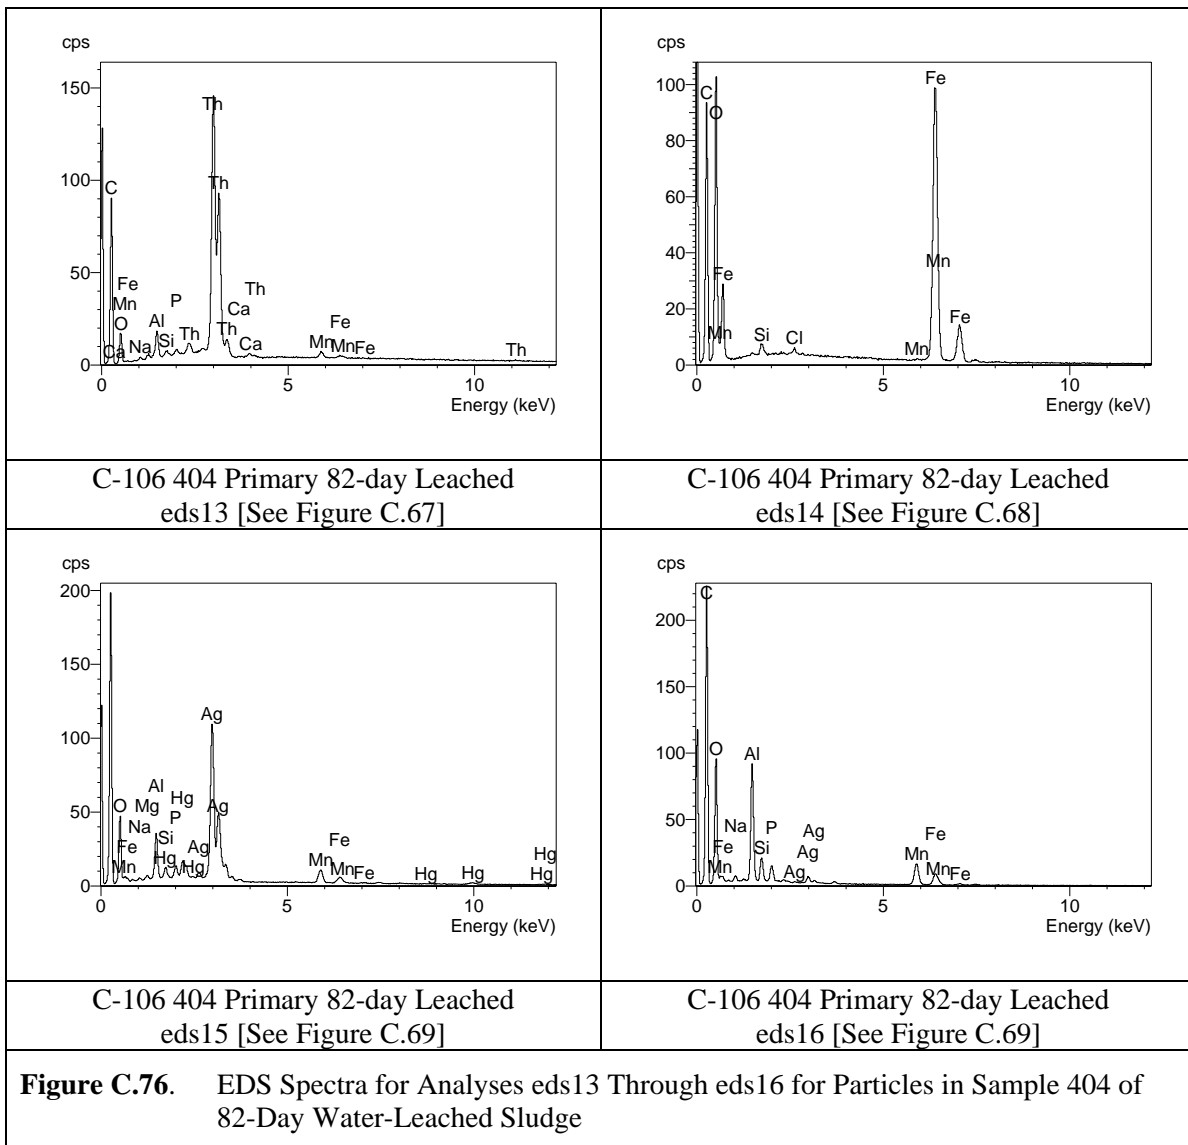 cps
150
100
50
0
Th
Th
C
Fe
Mn
O
Ca
Na
Al
Si
P
Th
Th
Ca
Th
Ca
Mn
Fe
Mn
Fe
Th
0 5 10
Energy (keV)
C-106 404 Primary 82-day Leached
eds13 [See Figure C.67]
cps
100
80
60
40
20
0
C
O
Fe
Mn
Si
Cl
Mn
Fe
Mn
Fe
0 5 10
Energy (keV)
C-106 404 Primary 82-day Leached
eds14 [See Figure C.68]
cps
200
150
100
50
0
O
Fe
Mn
Na
Mg
Al
Si
Hg
Hg
P
Hg
Ag
Ag
Ag
Mn
Fe
Mn
Fe
Hg
Hg
Hg
Hg
0 5 10
Energy (keV)
C-106 404 Primary 82-day Leached
eds15 [See Figure C.69]
cps
200
150
100
50
0
C
O
Fe
Mn
Na
Al
Si
P
Ag
Ag
Ag
Mn
Fe
Mn
Fe
0 5 10
Energy (keV)
C-106 404 Primary 82-day Leached
eds16 [See Figure C.69]
Figure C.76. EDS Spectra for Analyses eds13 Through eds16 for Particles in Sample 404 of
82-Day Water-Leached Sludge